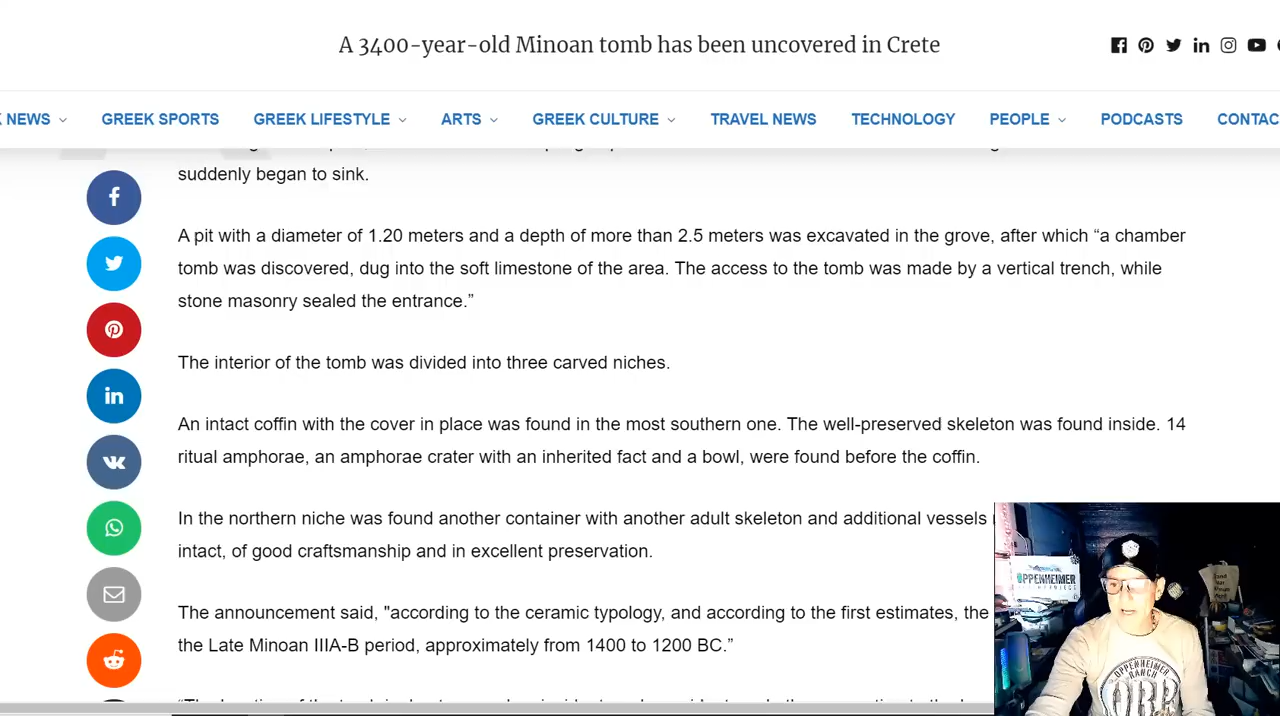 A 3400-year-old Minoan tomb has been uncovered in Crete
NEWS
GREEK SPORTS
GREEK LIFESTYLE
ARTS
GREEK CULTURE
TRAVEL NEWS
TECHNOLOGY
PEOPLE
PODCASTS
CONTAC
suddenly began to sink.
A pit with a diameter of 1.20 meters and a depth of more than 2.5 meters was excavated in the grove, after which “a chamber
tomb was discovered, dug into the soft limestone of the area. The access to the tomb was made by a vertical trench, while
stone masonry sealed the entrance.”
The interior of the tomb was divided into three carved niches.
An intact coffin with the cover in place was found in the most southern one. The well-preserved skeleton was found inside. 14
ritual amphorae, an amphorae crater with an inherited fact and a bowl, were found before the coffin.
In the northern niche was found another container with another adult skeleton and additional vessels
intact, of good craftsmanship and in excellent preservation.
The announcement said, "according to the ceramic typology, and according to the first estimates, the
the Late Minoan IIIA-B period, approximately from 1400 to 1200 BC.”
OPPENHEIMER
OPPENHEIMER
RANCH